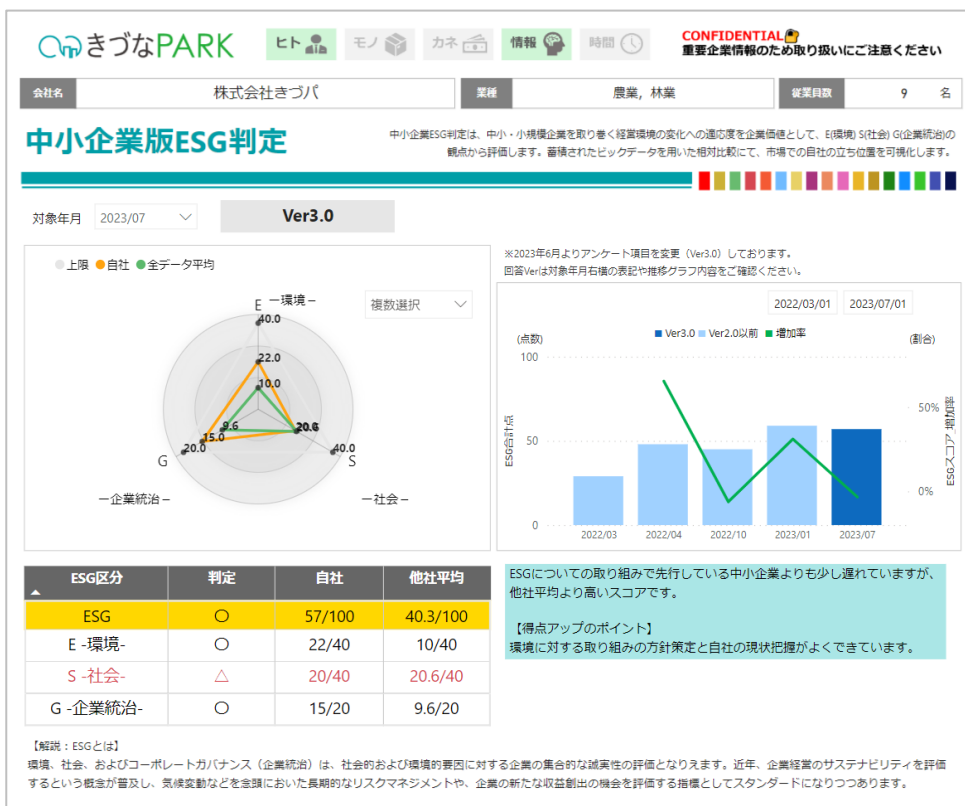 きづなPARK
ヒト
モノ
カネ
情報
時間
CONFIDENTIAL
重要企業情報のため取り扱いにご注意ください
会社名 株式会社きづパ 業種 農業, 林業 従業員数 9 名
中小企業版ESG判定
中小企業ESG判定は、中小・小規模企業を取り巻く経営環境の変化への適応度を企業価値として、E(環境) S(社会) G(企業統治)の
観点から評価します。蓄積されたビックデータを用いた相対比較にて、市場での自社の立ち位置を可視化します。
対象年月 2023/07 Ver3.0
上限 自社 全データ平均
複数選択
E －環境－
40.0
22.0
10.0
9.6
15.0
20.0
G
－企業統治－
40.0
S
－社会－
※2023年6月よりアンケート項目を変更（Ver3.0）しております。
回答Verは対象年月右横の表記や推移グラフ内容をご確認ください。
2022/03/01 2023/07/01
(点数) Ver3.0 Ver2.0以前 増加率 (割合)
100
50
0
ESG合計点
50%
0%
ESGスコア上増加率
2022/03 2022/04 2022/10 2023/01 2023/07
ESG区分 判定 自社 他社平均
ESG 〇 57/100 40.3/100
E -環境- 〇 22/40 10/40
S -社会- △ 20/40 20.6/40
G -企業統治- 〇 15/20 9.6/20
ESGについての取り組みで先行している中小企業よりも少し遅れていますが、
他社平均より高いスコアです。
【得点アップのポイント】
環境に対する取り組みの方針策定と自社の現状把握がよくできています。
【解説：ESGとは】
環境、社会、およびコーポレートガバナンス（企業統治）は、社会的および環境的要因に対する企業の集合的な誠実性の評価となりえます。近年、企業経営のサステナビリティを評価
するという概念が普及し、気候変動などを念頭においた長期的なリスクマネジメントや、企業の新たな収益創出の機会を評価する指標としてスタンダードになりつつあります。